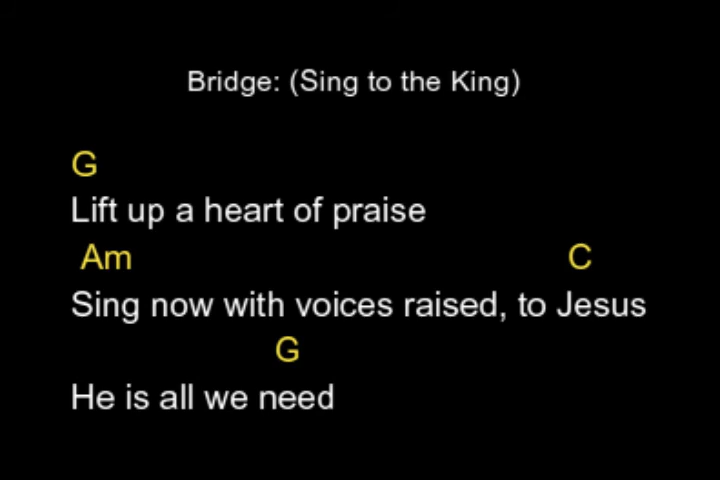 Bridge: (Sing to the King)
G
Lift up a heart of praise
Am C
Sing now with voices raised, to Jesus
G
He is all we need